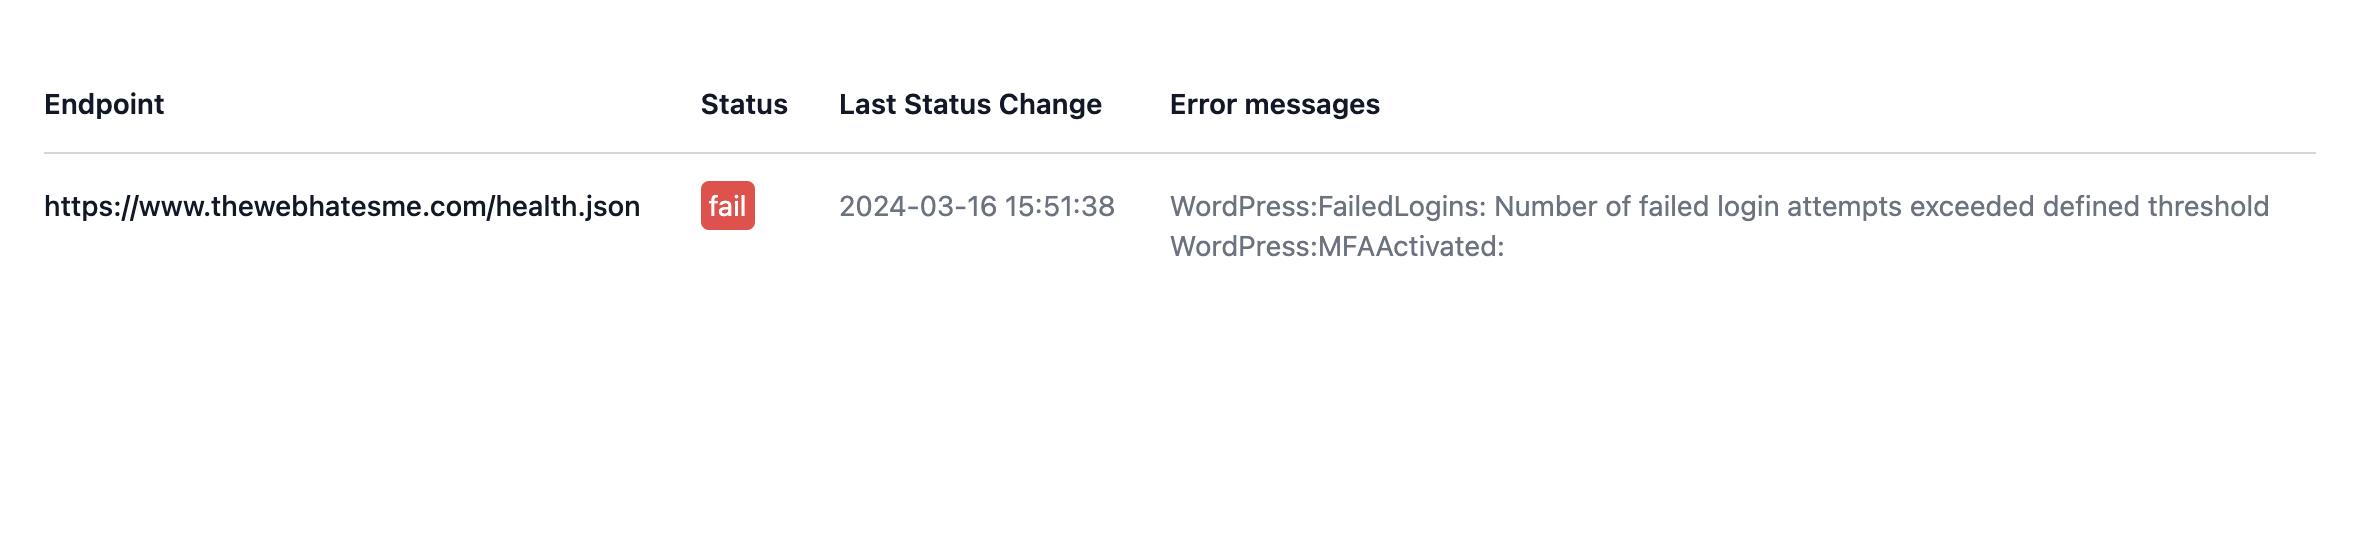 Endpoint Status Last Status Change Error messages
https://www.thewebhatesme.com/health.json fail 2024-03-16 15:51:38 WordPress:FailedLogins: Number of failed login attempts exceeded defined threshold
WordPress:MFAActivated: